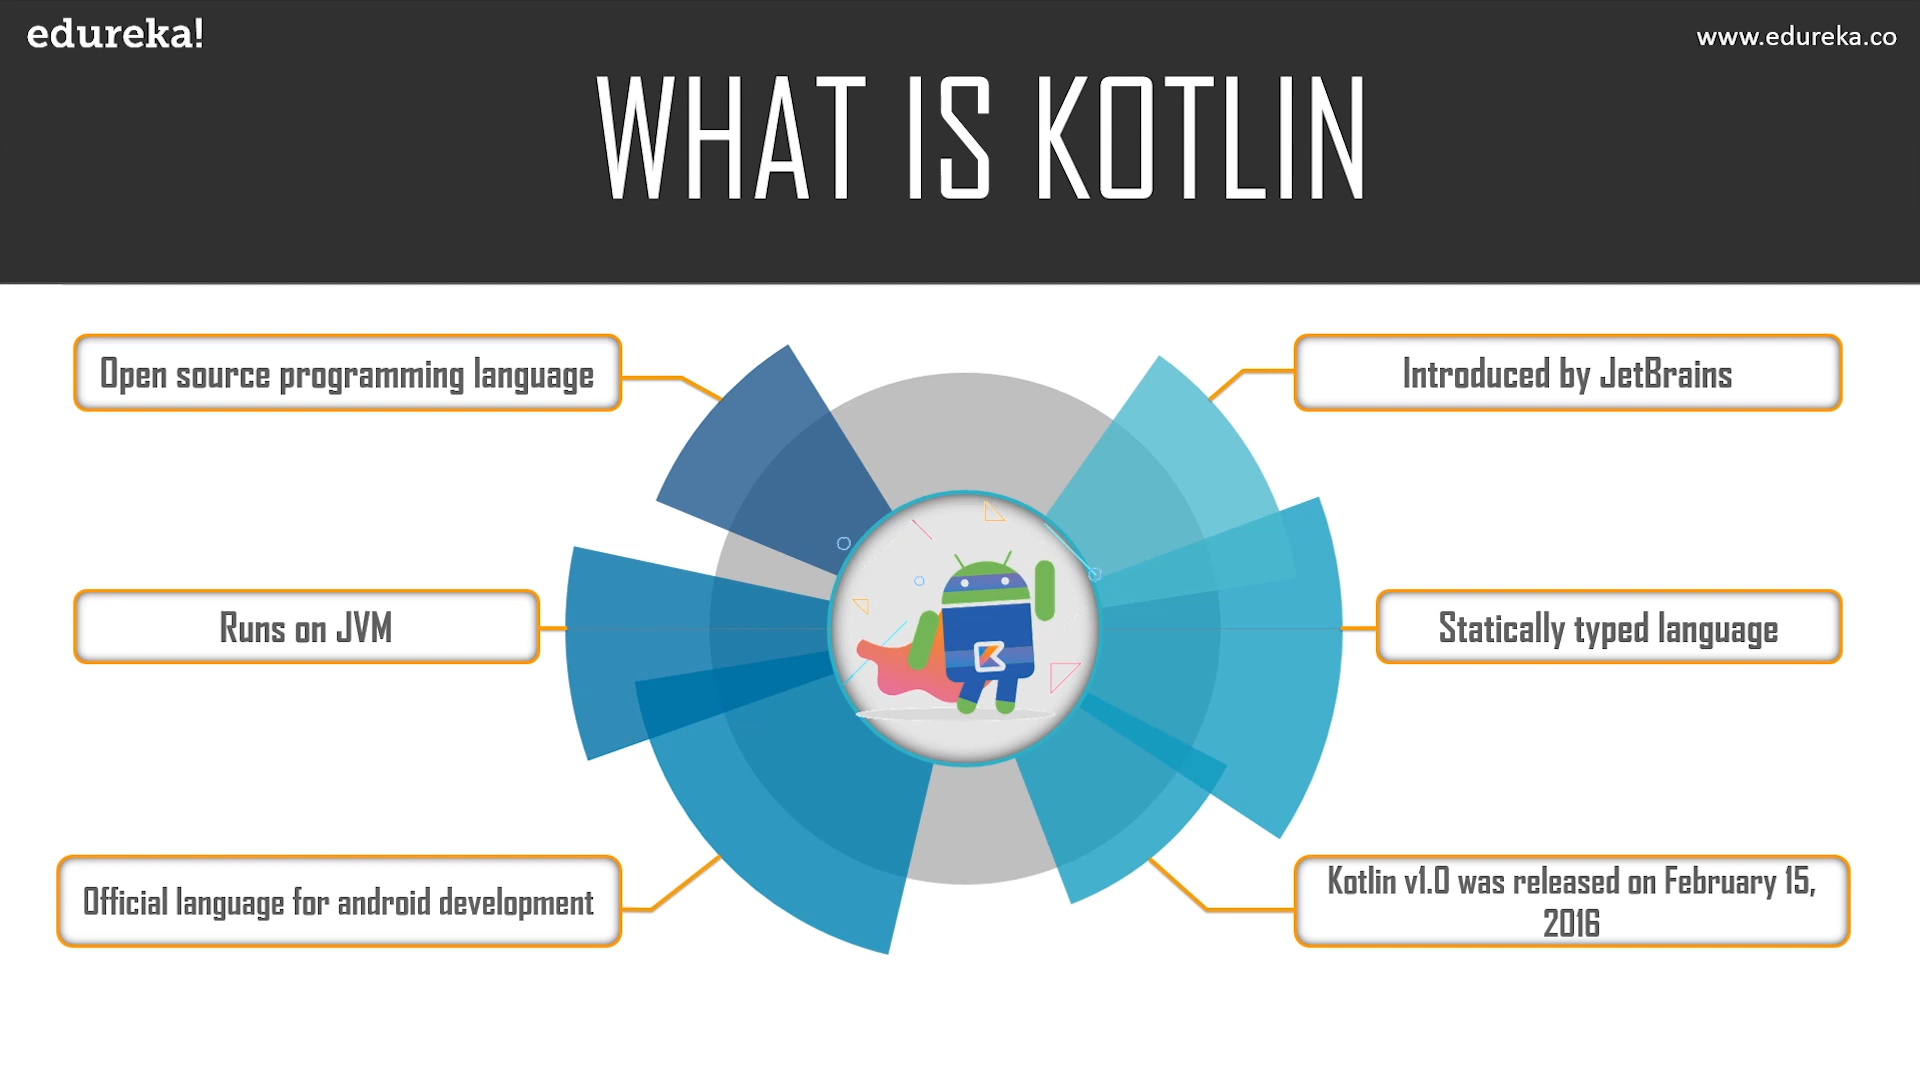 edureka!
www.edureka.co
WHAT IS KOTLIN
Open source programming language
Introduced by JetBrains
Runs on JVM
Statically typed language
Official language for android development
Kotlin v1.0 was released on February 15,
2016